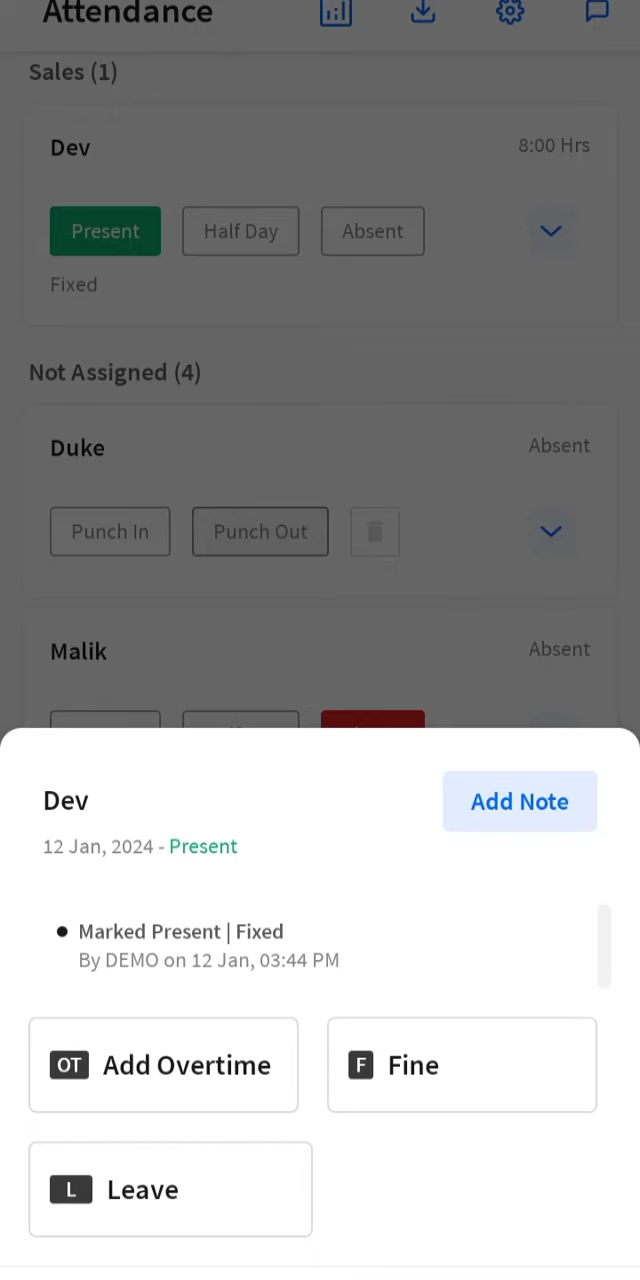 Attendance
Sales (1)
Dev 8:00 Hrs
Present Half Day Absent
Fixed
Not Assigned (4)
Duke Absent
Punch In Punch Out
Malik Absent
Dev Add Note
12 Jan, 2024 - Present
Marked Present | Fixed
By DEMO on 12 Jan, 03:44 PM
OT Add Overtime F Fine
L Leave